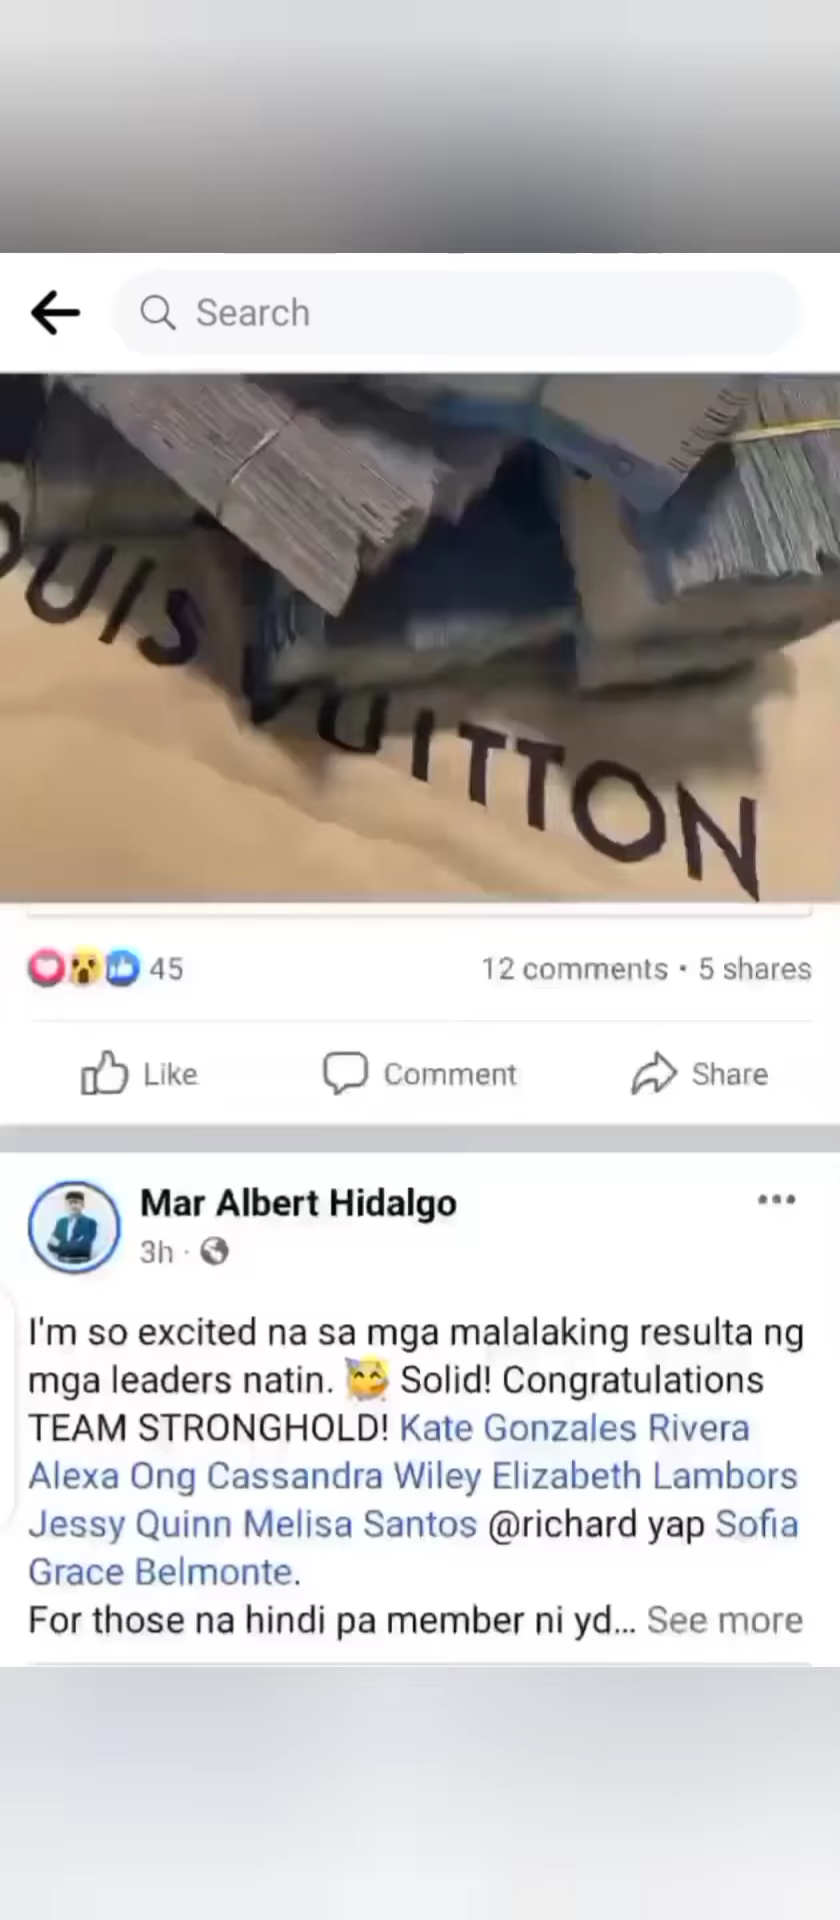 Search
OUIS VUITTON
45
12 comments • 5 shares
Like
Comment
Share
Mar Albert Hidalgo
3h ·
I'm so excited na sa mga malalaking resulta ng
mga leaders natin. 🥳 Solid! Congratulations
TEAM STRONGHOLD! Kate Gonzales Rivera
Alexa Ong Cassandra Wiley Elizabeth Lambors
Jessy Quinn Melisa Santos @richard yap Sofia
Grace Belmonte.
For those na hindi pa member ni yd... See more